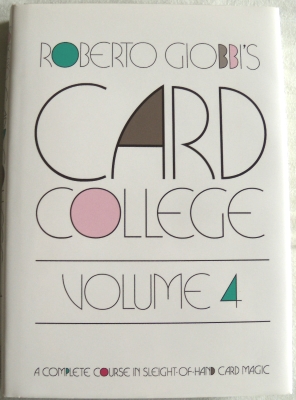 ROBERTO GIOBBI'S
CARD
COLLEGE
VOLUME 4
A COMPLETE COURSE IN SLEIGHT-OF-HAND CARD MAGIC